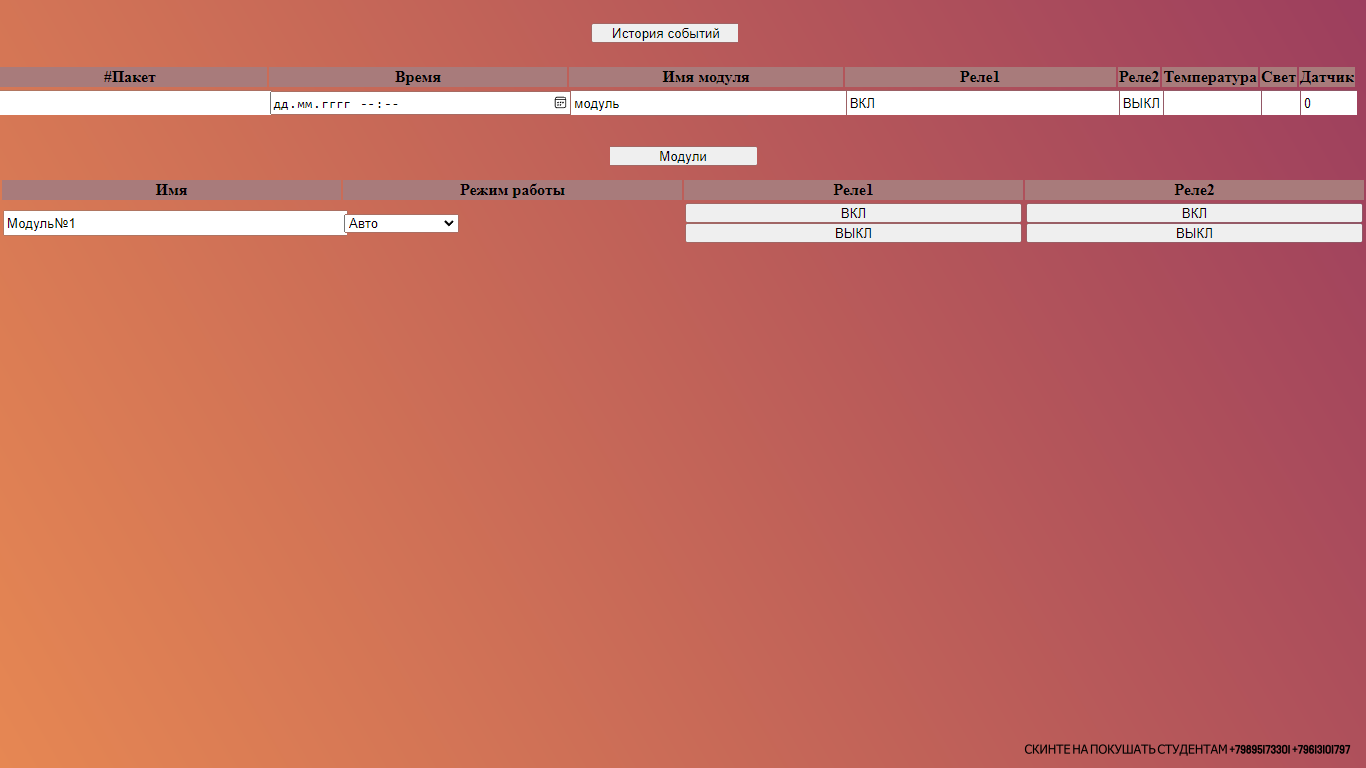 История событий
#Пакет Время Имя модуля Реле1 Реле2 Температура Свет Датчик
дд.мм.гггг --:-- модуль ВКЛ ВЫКЛ 0
Модули
Имя Режим работы Реле1 Реле2
Модуль№1 Авто ВКЛ ВКЛ
ВЫКЛ ВЫКЛ
СКИНТЕ НА ПОКУШАТЬ СТУДЕНТАМ +79895173301 +79613101797